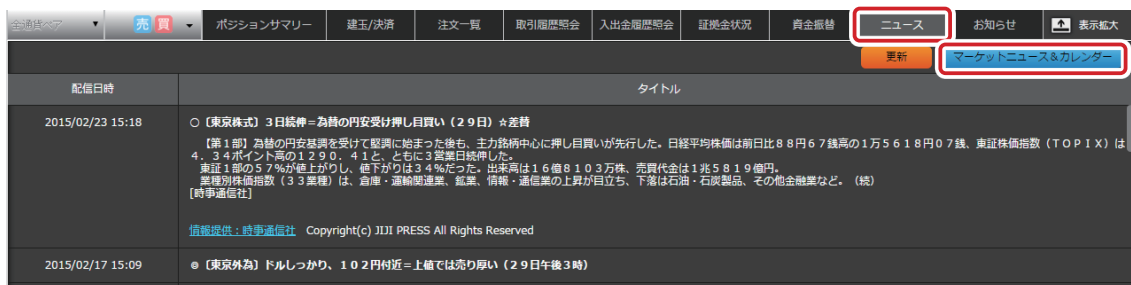 全通貨ペア ▼ 売 買 ポジションサマリー 建玉/決済 注文一覧 取引履歴照会 入出金履歴照会 証拠金状況 資金振替 ニュース お知らせ 表示拡大
更新 マーケットニュース&カレンダー
配信日時 タイトル
2015/02/23 15:18 ○〔東京株式〕3日続伸=為替の円安受け押し目買い(29日)☆差替
【第1部】為替の円安基調を受けて堅調に始まった後も、主力銘柄中心に押し目買いが先行した。日経平均株価は前日比88円67銭高の1万5618円07銭、東証株価指数(TOPIX)は
4.34ポイント高の1290.41と、ともに3営業日続伸した。
東証1部の57%が値上がりし、値下がりは34%だった。出来高は16億8103万株、売買代金は1兆5819億円。
業種別株価指数(33業種)は、倉庫・運輸関連業、鉱業、情報・通信業の上昇が目立ち、下落は石油・石炭製品、その他金融業など。(続)
[時事通信社]
情報提供:時事通信社 Copyright(c) JIJI PRESS All Rights Reserved
2015/02/17 15:09 ◎〔東京外為〕ドルしっかり、102円付近=上値では売り厚い(29日午後3時)